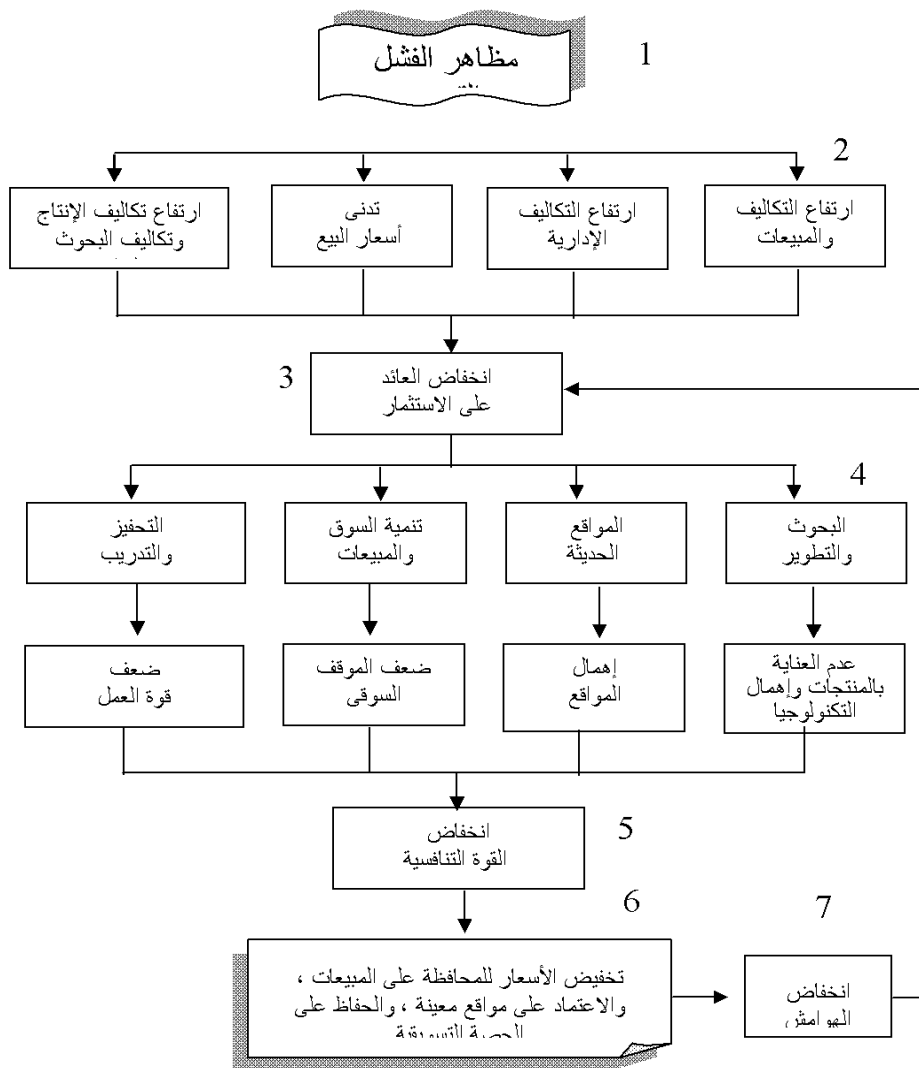 مظاهر الفشل
1
2
ارتفاع التكاليف
والمبيعات
ارتفاع التكاليف
الإدارية
تدنى
أسعار البيع
ارتفاع تكاليف الإنتاج
وتكاليف البحوث
3
انخفاض العائد
على الاستثمار
4
البحوث
والتطوير
المواقع
الحديثة
تنمية السوق
والمبيعات
التحفيز
والتدريب
عدم العناية
بالمنتجات وإهمال
التكنولوجيا
إهمال
المواقع
ضعف الموقف
السوقى
ضعف
قوة العمل
5
انخفاض
القوة التنافسية
6
تخفيض الأسعار للمحافظة على المبيعات ،
والاعتماد على مواقع معينة ، والحفاظ على
الحصة التسويقية
7
انخفاض
الهوامش